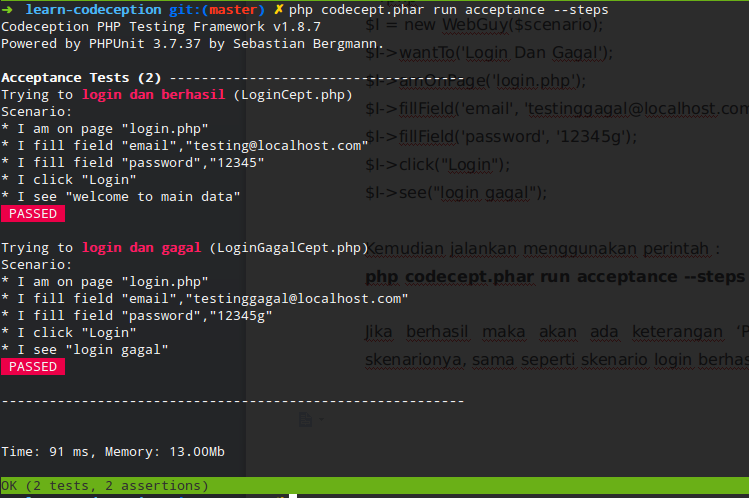 ➜  learn-codeception git:(master) ✗ php codecept.phar run acceptance --steps
Codeception PHP Testing Framework v1.8.7
Powered by PHPUnit 3.7.37 by Sebastian Bergmann.
Acceptance Tests (2) -------------------------------------
Trying to login dan berhasil (LoginCept.php)
Scenario:
* I am on page "login.php"
* I fill field "email","testing@localhost.com"
* I fill field "password","12345"
* I click "Login"
* I see "welcome to main data"
PASSED
Trying to login dan gagal (LoginGagalCept.php)
Scenario:
* I am on page "login.php"
* I fill field "email","testinggagal@localhost.com"
* I fill field "password","12345g"
* I click "Login"
* I see "login gagal"
PASSED
----------------------------------------------------------
Time: 91 ms, Memory: 13.00Mb
OK (2 tests, 2 assertions)
$I = new WebGuy($scenario);
$I->wantTo('Login Dan Gagal');
$I->amOnPage('login.php');
$I->fillField('email', 'testinggagal@localhost.com
$I->fillField('password', '12345g');
$I->click("Login");
$I->see("login gagal");
Kemudian jalankan menggunakan perintah :
php codecept.phar run acceptance --steps
Jika berhasil maka akan ada keterangan 'P
skenarionya, sama seperti skenario login berhas